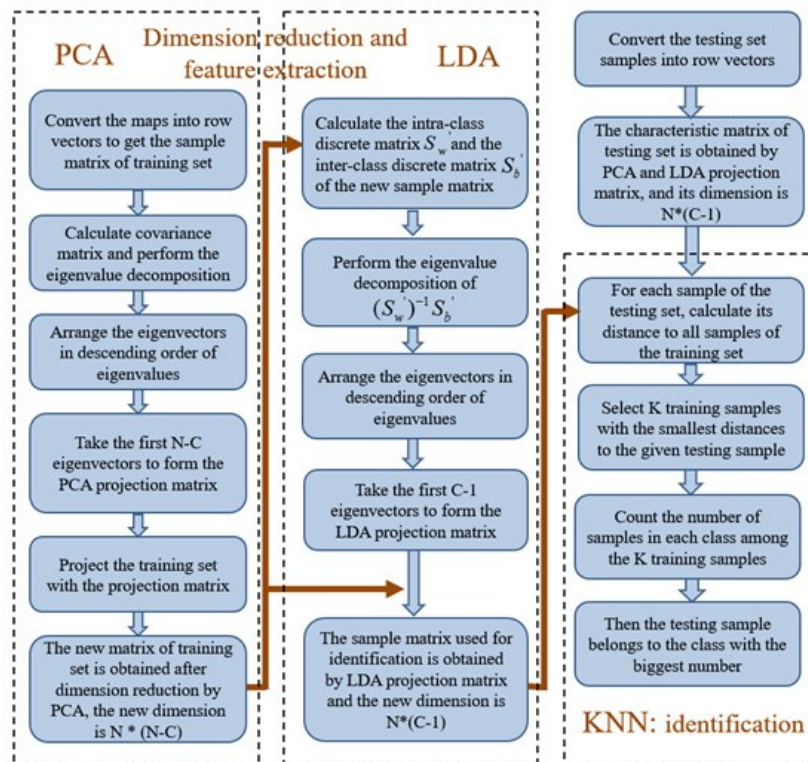 Dimension reduction and
feature extraction
PCA
Convert the maps into row
vectors to get the sample
matrix of training set
Calculate covariance
matrix and perform the
eigenvalue decomposition
Arrange the eigenvectors
in descending order of
eigenvalues
Take the first N-C
eigenvectors to form the
PCA projection matrix
Project the training set
with the projection matrix
The new matrix of training
set is obtained after
dimension reduction by
PCA, the new dimension
is N * (N-C)
LDA
Calculate the intra-class
discrete matrix S_w' and the
inter-class discrete matrix S_b'
of the new sample matrix
Perform the eigenvalue
decomposition of
(S_w')^-1 S_b'
Arrange the eigenvectors in
descending order of
eigenvalues
Take the first C-1
eigenvectors to form the
LDA projection matrix
The sample matrix used for
identification is obtained
by LDA projection matrix
and the new dimension is
N*(C-1)
Convert the testing set
samples into row vectors
The characteristic matrix of
testing set is obtained by
PCA and LDA projection
matrix, and its dimension is
N*(C-1)
For each sample of the
testing set, calculate its
distance to all samples of
the training set
Select K training samples
with the smallest distances
to the given testing sample
Count the number of
samples in each class among
the K training samples
Then the testing sample
belongs to the class with the
biggest number
KNN: identification